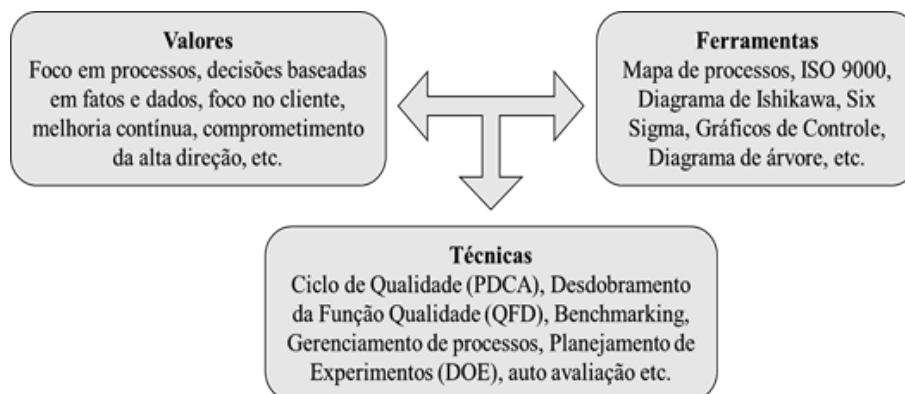 Valores
Foco em processos, decisões baseadas
em fatos e dados, foco no cliente,
melhoria contínua, comprometimento
da alta direção, etc.
Ferramentas
Mapa de processos, ISO 9000,
Diagrama de Ishikawa, Six
Sigma, Gráficos de Controle,
Diagrama de árvore, etc.
Técnicas
Ciclo de Qualidade (PDCA), Desdobramento
da Função Qualidade (QFD), Benchmarking,
Gerenciamento de processos, Planejamento de
Experimentos (DOE), auto avaliação etc.